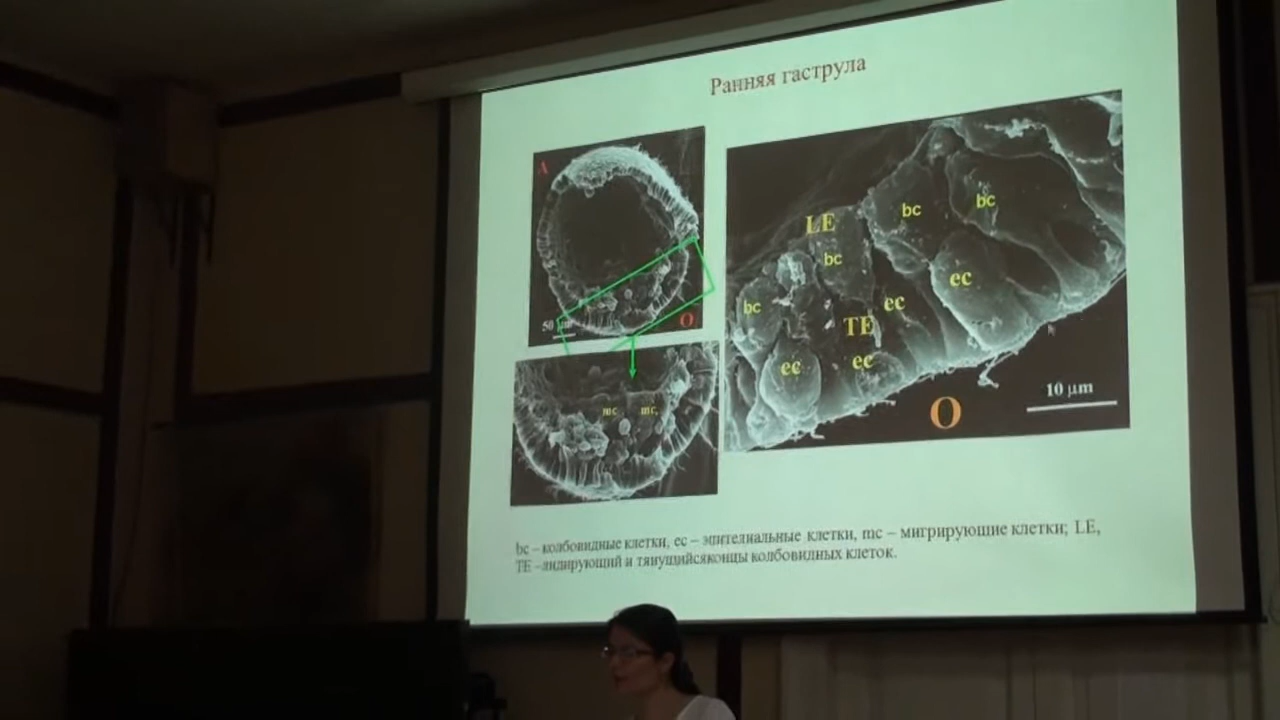 Ранняя гаструла
A
50 μm
O
mc mc
LE
bc
bc
bc
bc
ec
ec
TE
ec
ec
O
10 μm
bc – колбовидные клетки, ec – эпителиальные клетки, mc – мигрирующие клетки; LE,
TE –лидирующий и тянущийсяконцы колбовидных клеток.